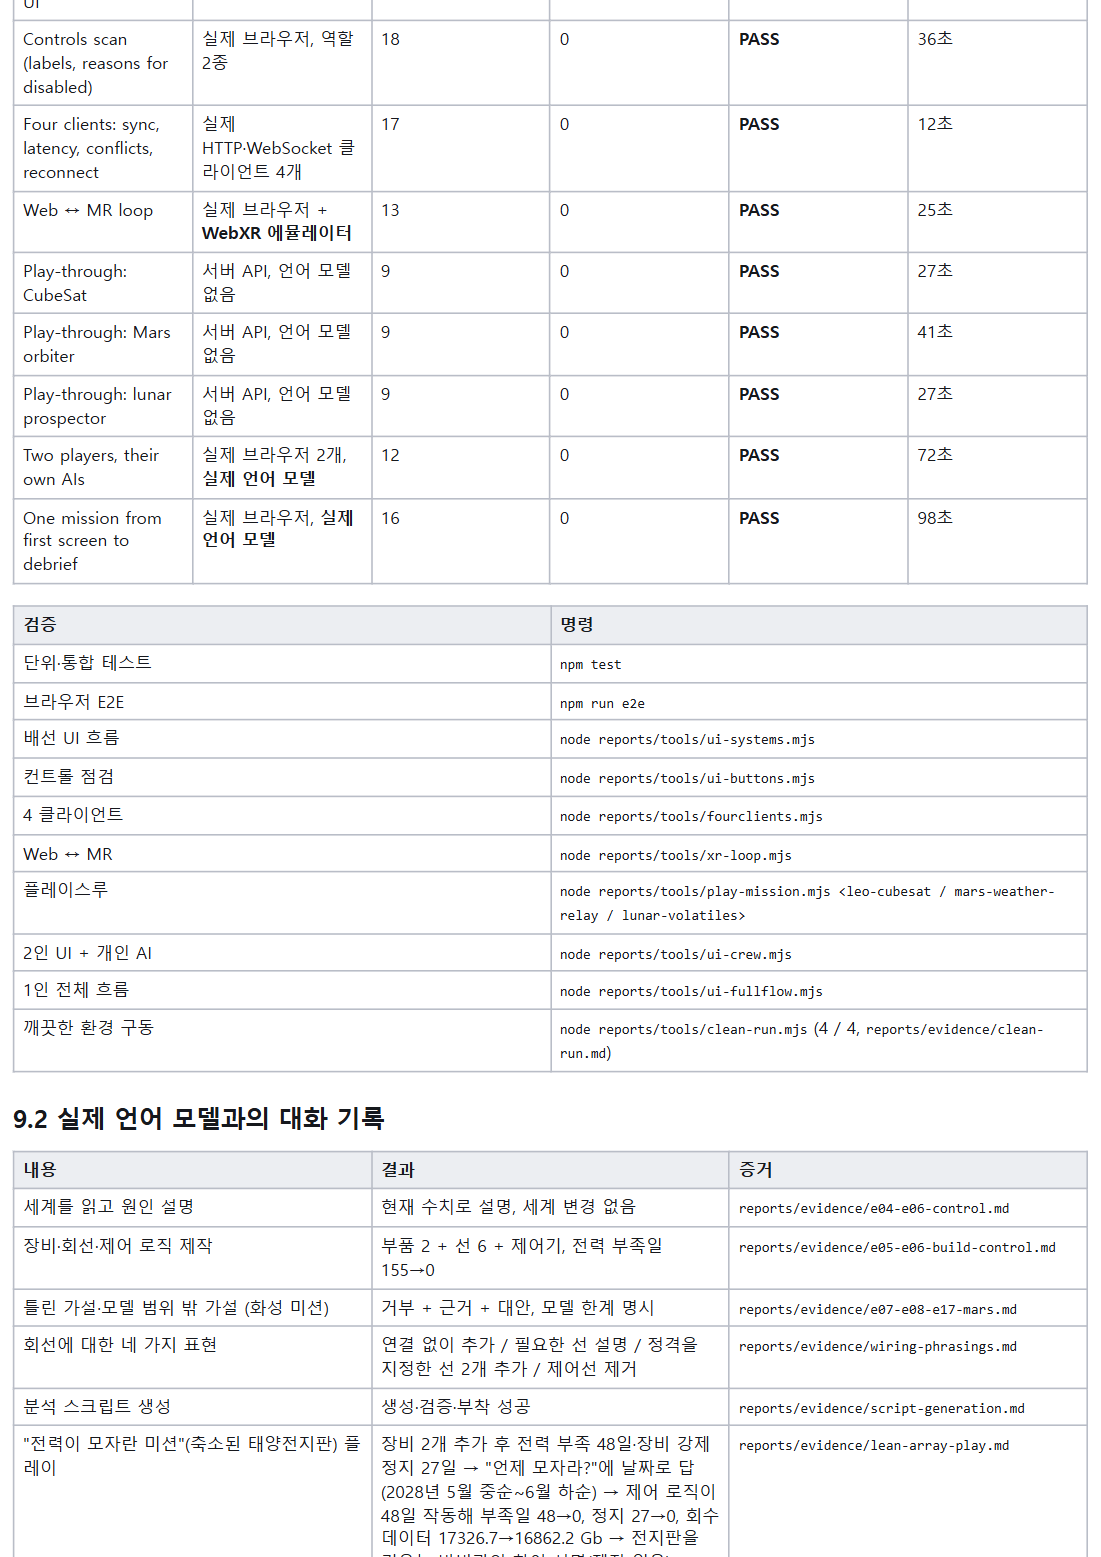 UI
Controls scan
(labels, reasons for
disabled)
실제 브라우저, 역할
2종
18
0
PASS
36초
Four clients: sync,
latency, conflicts,
reconnect
실제
HTTP·WebSocket 클
라이언트 4개
17
0
PASS
12초
Web ↔ MR loop
실제 브라우저 +
WebXR 에뮬레이터
13
0
PASS
25초
Play-through:
CubeSat
서버 API, 언어 모델
없음
9
0
PASS
27초
Play-through: Mars
orbiter
서버 API, 언어 모델
없음
9
0
PASS
41초
Play-through: lunar
prospector
서버 API, 언어 모델
없음
9
0
PASS
27초
Two players, their
own AIs
실제 브라우저 2개,
실제 언어 모델
12
0
PASS
72초
One mission from
first screen to
debrief
실제 브라우저, 실제
언어 모델
16
0
PASS
98초
검증
명령
단위·통합 테스트
npm test
브라우저 E2E
npm run e2e
배선 UI 흐름
node reports/tools/ui-systems.mjs
컨트롤 점검
node reports/tools/ui-buttons.mjs
4 클라이언트
node reports/tools/fourclients.mjs
Web ↔ MR
node reports/tools/xr-loop.mjs
플레이스루
node reports/tools/play-mission.mjs <leo-cubesat / mars-weather-
relay / lunar-volatiles>
2인 UI + 개인 AI
node reports/tools/ui-crew.mjs
1인 전체 흐름
node reports/tools/ui-fullflow.mjs
깨끗한 환경 구동
node reports/tools/clean-run.mjs (4 / 4, reports/evidence/clean-
run.md)
9.2 실제 언어 모델과의 대화 기록
내용
결과
증거
세계를 읽고 원인 설명
현재 수치로 설명, 세계 변경 없음
reports/evidence/e04-e06-control.md
장비·회선·제어 로직 제작
부품 2 + 선 6 + 제어기, 전력 부족일
155→0
reports/evidence/e05-e06-build-control.md
틀린 가설·모델 범위 밖 가설 (화성 미션)
거부 + 근거 + 대안, 모델 한계 명시
reports/evidence/e07-e08-e17-mars.md
회선에 대한 네 가지 표현
연결 없이 추가 / 필요한 선 설명 / 정격을
지정한 선 2개 추가 / 제어선 제거
reports/evidence/wiring-phrasings.md
분석 스크립트 생성
생성·검증·부착 성공
reports/evidence/script-generation.md
"전력이 모자란 미션"(축소된 태양전지판) 플
레이
장비 2개 추가 후 전력 부족 48일·장비 강제
정지 27일 → "언제 모자라?"에 날짜로 답
(2028년 5월 중순~6월 하순) → 제어 로직이
48일 작동해 부족일 48→0, 정지 27→0, 회수
데이터 17326.7→16862.2 Gb → 전지판을
reports/evidence/lean-array-play.md